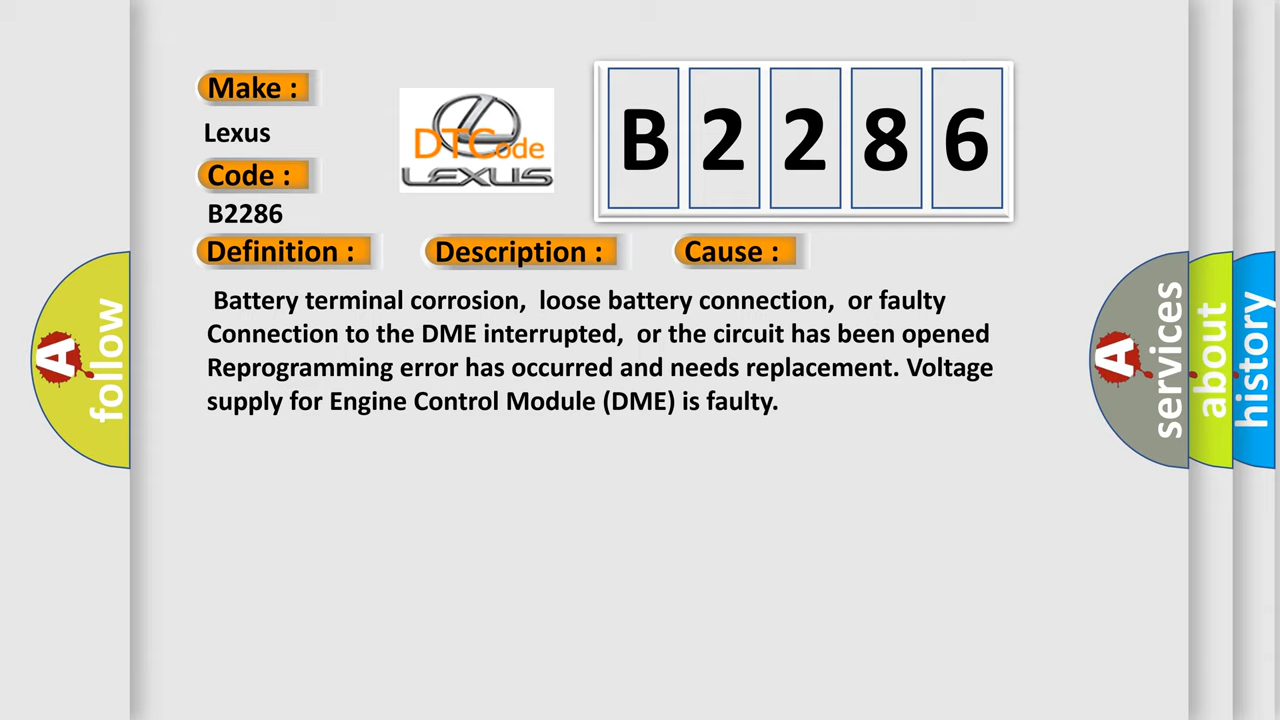 Make :
Lexus
Code :
B2286
DTCode
LEXUS
B 2 2 8 6
Definition : Description : Cause :
Battery terminal corrosion, loose battery connection, or faulty
Connection to the DME interrupted, or the circuit has been opened
Reprogramming error has occurred and needs replacement Voltage
supply for Engine Control Module (DME) is faulty.
A follow
A services
about
history